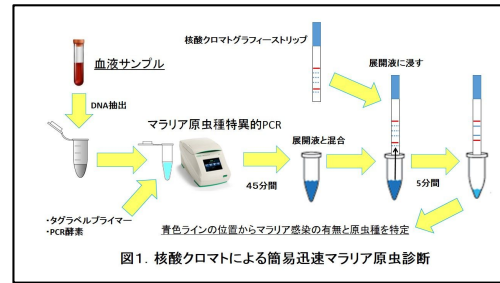 核酸クロマトグラフィーストリップ
血液サンプル
展開液に浸す
DNA抽出
マラリア原虫種特異的PCR
展開液と混合
45分間
5分間
・タグラベルプライマー
・PCR酵素
青色ラインの位置からマラリア感染の有無と原虫種を特定
図1. 核酸クロマトによる簡易迅速マラリア原虫診断